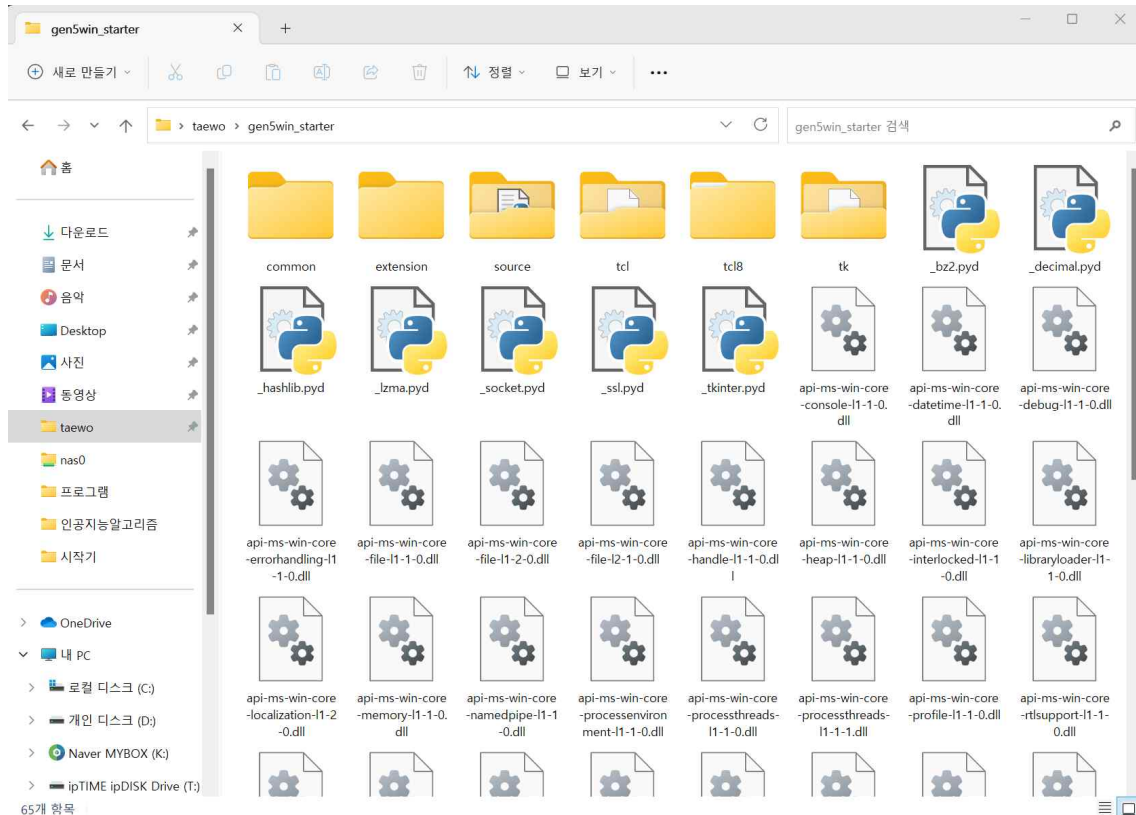 gen5win_starter
새로 만들기
정렬
보기
taewo > gen5win_starter
gen5win_starter 검색
홈
다운로드
문서
음악
Desktop
사진
동영상
taewo
nas0
프로그램
인공지능알고리즘
시작기
OneDrive
내 PC
로컬 디스크 (C:)
개인 디스크 (D:)
Naver MYBOX (K:)
ipTIME ipDISK Drive (T:)
common
extension
source
tcl
tcl8
tk
_bz2.pyd
_decimal.pyd
_hashlib.pyd
_lzma.pyd
_socket.pyd
_ssl.pyd
_tkinter.pyd
api-ms-win-core
-console-l1-1-0.
dll
api-ms-win-core
-datetime-l1-1-0.
dll
api-ms-win-core
-debug-l1-1-0.dll
api-ms-win-core
-errorhandling-l1
-1-0.dll
api-ms-win-core
-file-l1-1-0.dll
api-ms-win-core
-file-l1-2-0.dll
api-ms-win-core
-file-l2-1-0.dll
api-ms-win-core
-handle-l1-1-0.dl
l
api-ms-win-core
-heap-l1-1-0.dll
api-ms-win-core
-interlocked-l1-1
-0.dll
api-ms-win-core
-libraryloader-l1-
1-0.dll
api-ms-win-core
-localization-l1-2
-0.dll
api-ms-win-core
-memory-l1-1-0.
dll
api-ms-win-core
-namedpipe-l1-1
-0.dll
api-ms-win-core
-processenviron
ment-l1-1-0.dll
api-ms-win-core
-processthreads-
l1-1-0.dll
api-ms-win-core
-processthreads-
l1-1-1.dll
api-ms-win-core
-profile-l1-1-0.dll
api-ms-win-core
-rtlsupport-l1-1-
0.dll
65개 항목